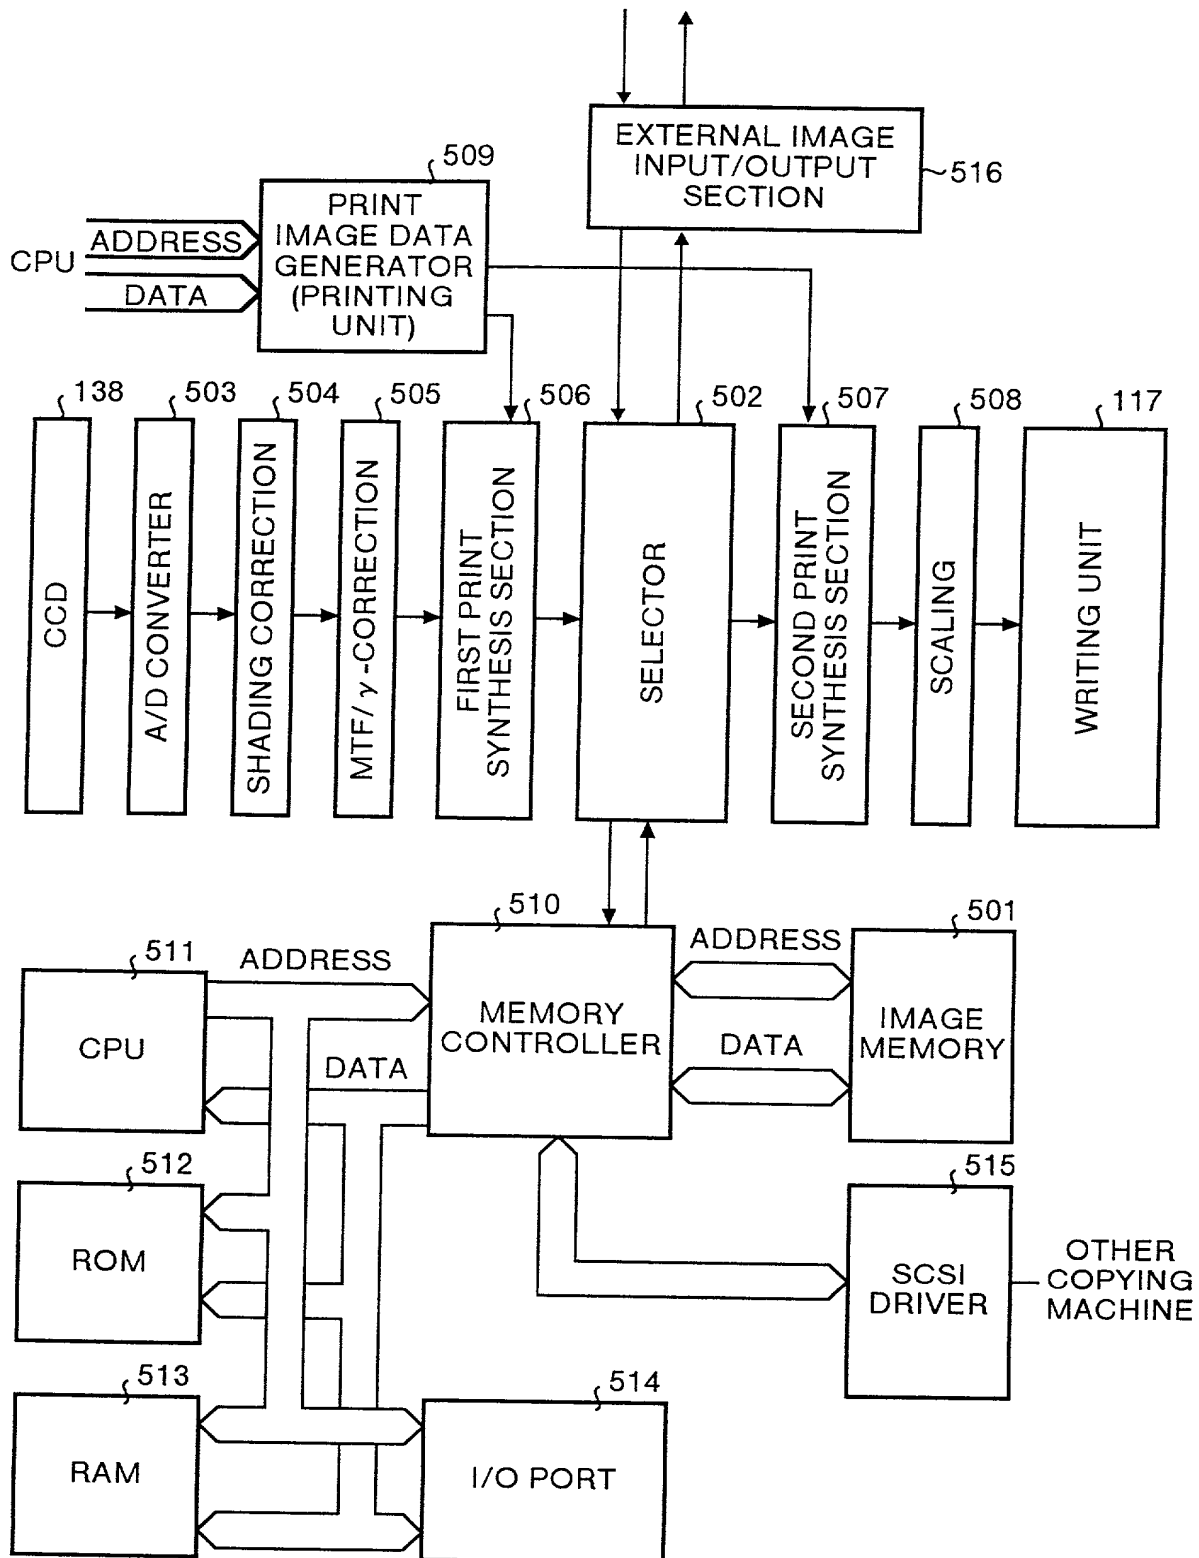 EXTERNAL IMAGE
INPUT/OUTPUT
SECTION
516
509
PRINT
IMAGE DATA
GENERATOR
(PRINTING
UNIT)
CPU
ADDRESS
DATA
138
503
504
505
506
502
507
508
117
CCD
A/D CONVERTER
SHADING CORRECTION
MTF/γ-CORRECTION
FIRST PRINT
SYNTHESIS SECTION
SELECTOR
SECOND PRINT
SYNTHESIS SECTION
SCALING
WRITING UNIT
510
501
511
ADDRESS
ADDRESS
CPU
MEMORY
CONTROLLER
IMAGE
MEMORY
DATA
DATA
512
515
ROM
SCSI
DRIVER
OTHER
COPYING
MACHINE
513
514
RAM
I/O PORT